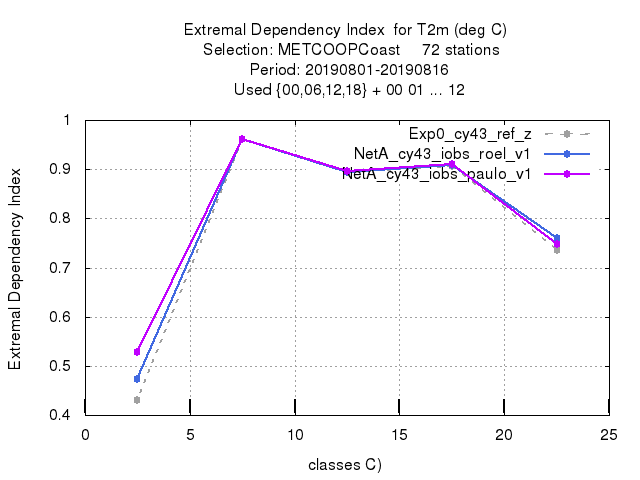 Extremal Dependency Index  for T2m (deg C)
Selection: METCOOPCoast     72 stations
Period: 20190801-20190816
Used {00,06,12,18} + 00 01 ... 12
Exp0_cy43_ref_z
NetA_cy43_iobs_roel_v1
NetA_cy43_iobs_paulo_v1
Extremal Dependency Index
1
0.9
0.8
0.7
0.6
0.5
0.4
0 5 10 15 20 25
classes C)